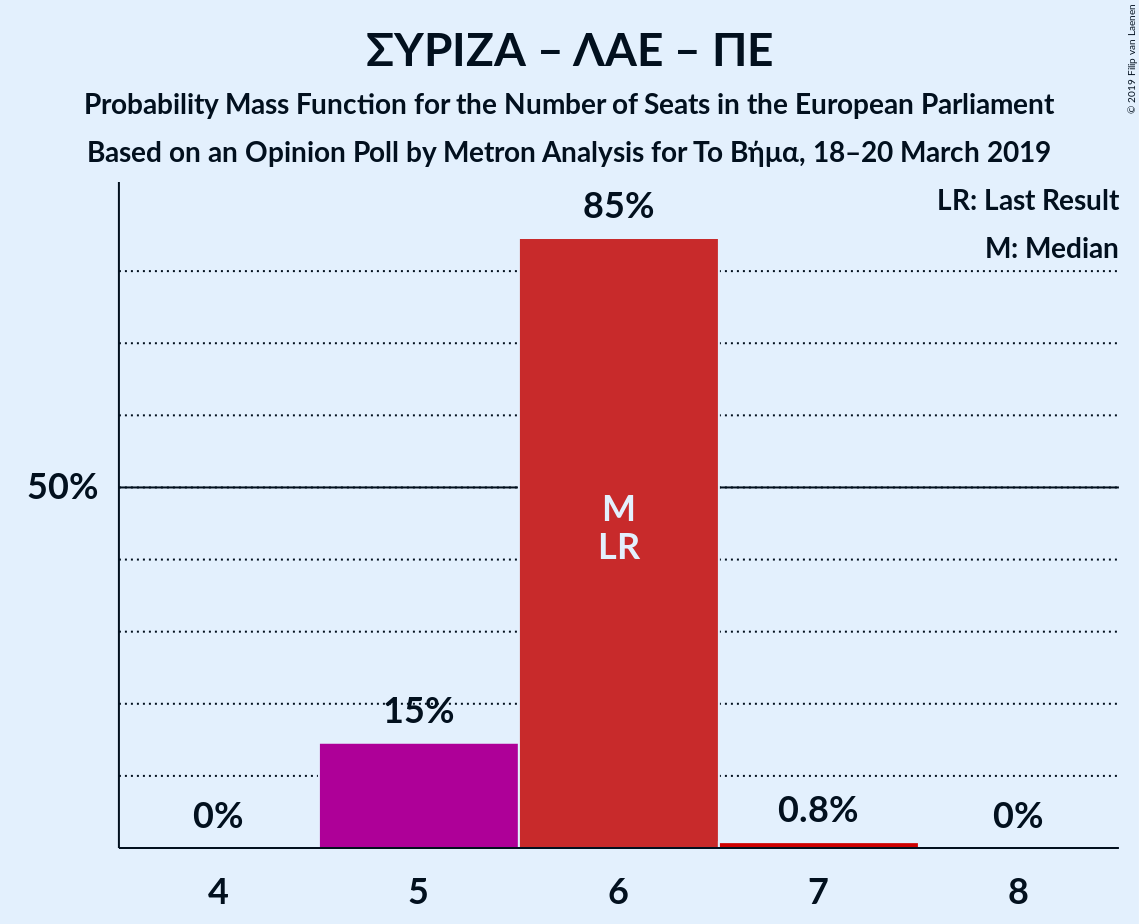 ΣΥΡΙΖΑ – ΛΑΕ – ΠΕ
Probability Mass Function for the Number of Seats in the European Parliament
Based on an Opinion Poll by Metron Analysis for Το Βήμα, 18–20 March 2019
© 2019 Filip van Laenen
LR: Last Result
M: Median
85%
50%
M
LR
15%
0%
0.8%
0%
4
5
6
7
8